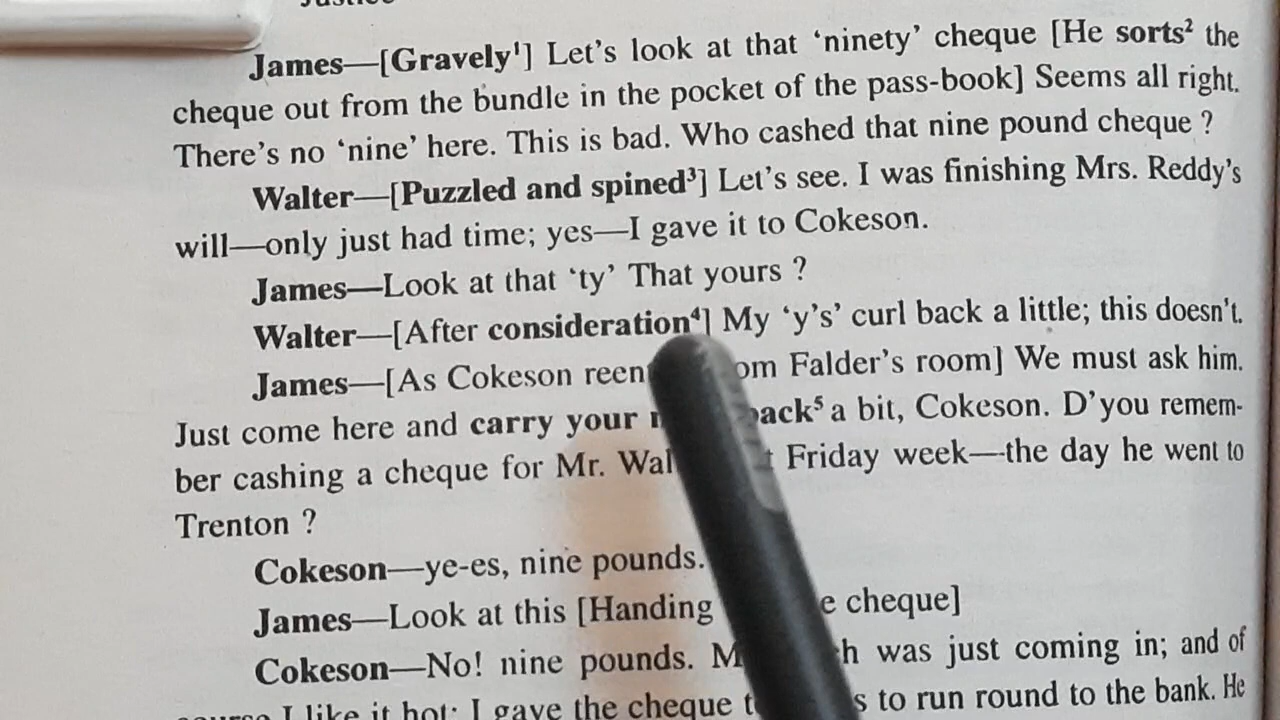 Justice
James—[Gravely¹] Let's look at that 'ninety' cheque [He sorts² the
cheque out from the bundle in the pocket of the pass-book] Seems all right.
There's no 'nine' here. This is bad. Who cashed that nine pound cheque ?
Walter—[Puzzled and spined³] Let's see. I was finishing Mrs. Reddy's
will—only just had time; yes—I gave it to Cokeson.
James—Look at that 'ty' That yours ?
Walter—[After consideration⁴] My 'y's' curl back a little; this doesn't.
James—[As Cokeson Falder's room] We must ask him.
Just come here and carry your back⁵ a bit, Cokeson. D'you remem-
ber cashing a cheque for Mr. Friday week—the day he went to
Trenton ?
Cokeson—ye-es, nine pounds.
James—Look at this [Handing cheque]
Cokeson—No! nine pounds. was just coming in; and of
I like it hot; I gave the cheque to run round to the bank. He